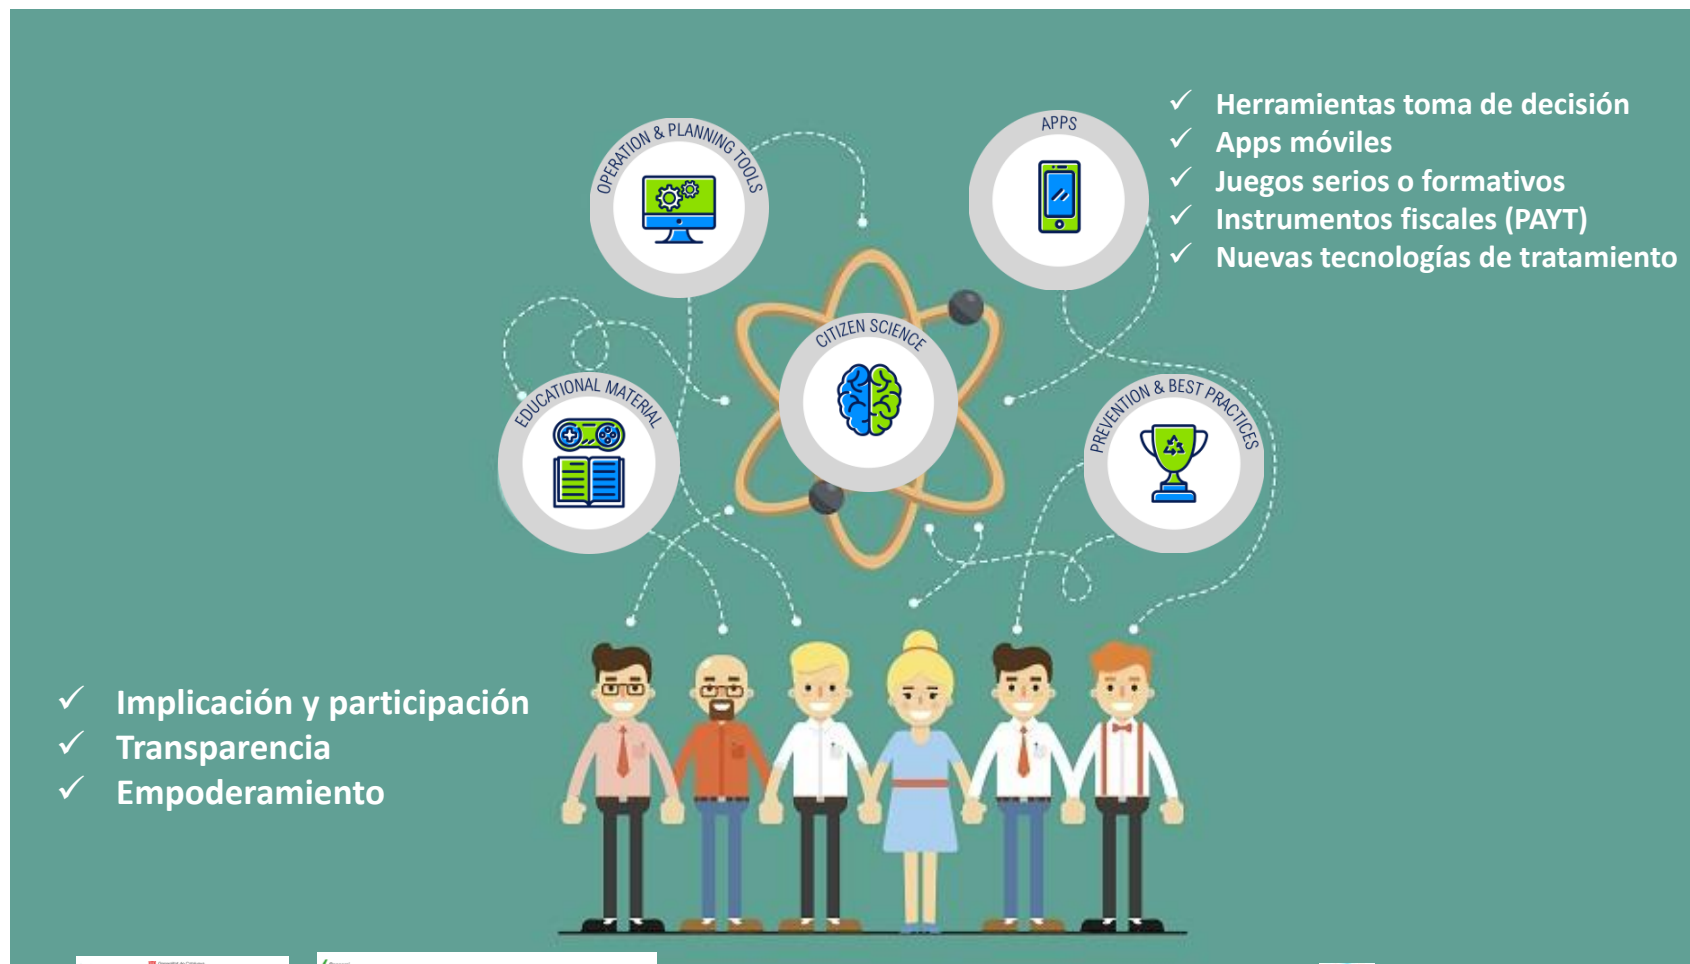 OPERATION & PLANNING TOOLS
APPS
✓ Herramientas toma de decisión
✓ Apps móviles
✓ Juegos serios o formativos
✓ Instrumentos fiscales (PAYT)
✓ Nuevas tecnologías de tratamiento
CITIZEN SCIENCE
EDUCATIONAL MATERIAL
PREVENTION & BEST PRACTICES
✓ Implicación y participación
✓ Transparencia
✓ Empoderamiento